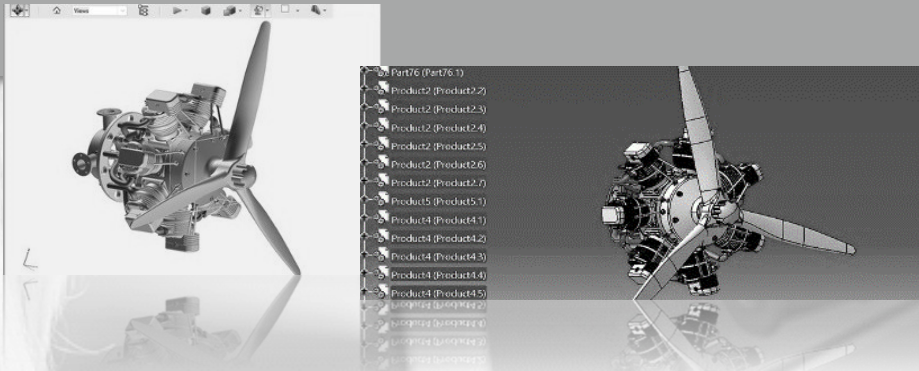 Views
Part76 (Part76.1)
Product2 (Product2.2)
Product2 (Product2.3)
Product2 (Product2.4)
Product2 (Product2.5)
Product2 (Product2.6)
Product2 (Product2.7)
Product5 (Product5.1)
Product4 (Product4.1)
Product4 (Product4.2)
Product4 (Product4.3)
Product4 (Product4.4)
Product4 (Product4.5)